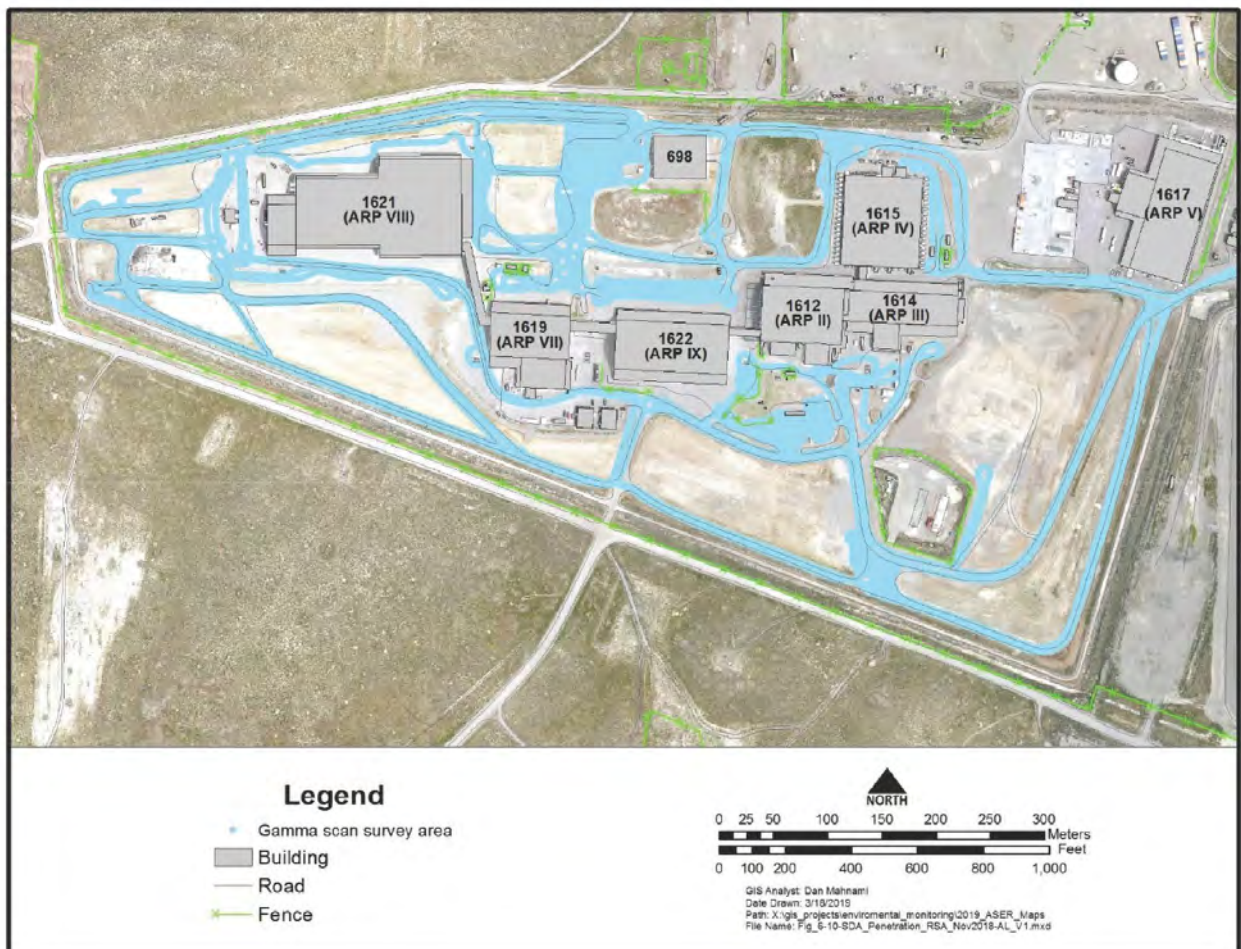 698
1621
(ARP VIII)
1615
(ARP IV)
1617
(ARP V)
1612
(ARP II)
1614
(ARP III)
1619
(ARP VII)
1622
(ARP IX)
Legend
Gamma scan survey area
Building
Road
Fence
NORTH
0 25 50 100 150 200 250 300
Meters
Feet
0 100 200 400 600 800 1,000
GIS Analyst: Dan Mahnami
Date Drawn: 3/18/2019
Path: X:\gis_projects\enviromental_monitoring\2019_ASER_Maps
File Name: Fig_6-10-SDA_Penetration_RSA_Nov2018-AL_V1.mxd